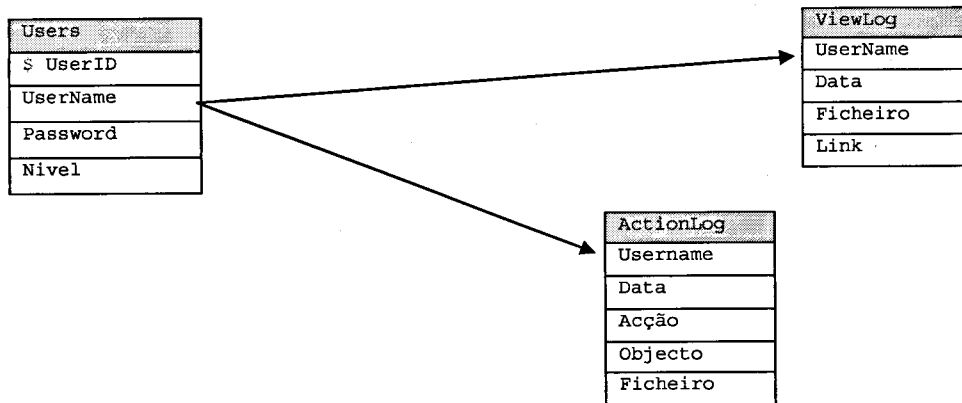 Users
$ UserID
UserName
Password
Nivel
ViewLog
UserName
Data
Ficheiro
Link
ActionLog
Username
Data
Acção
Objecto
Ficheiro